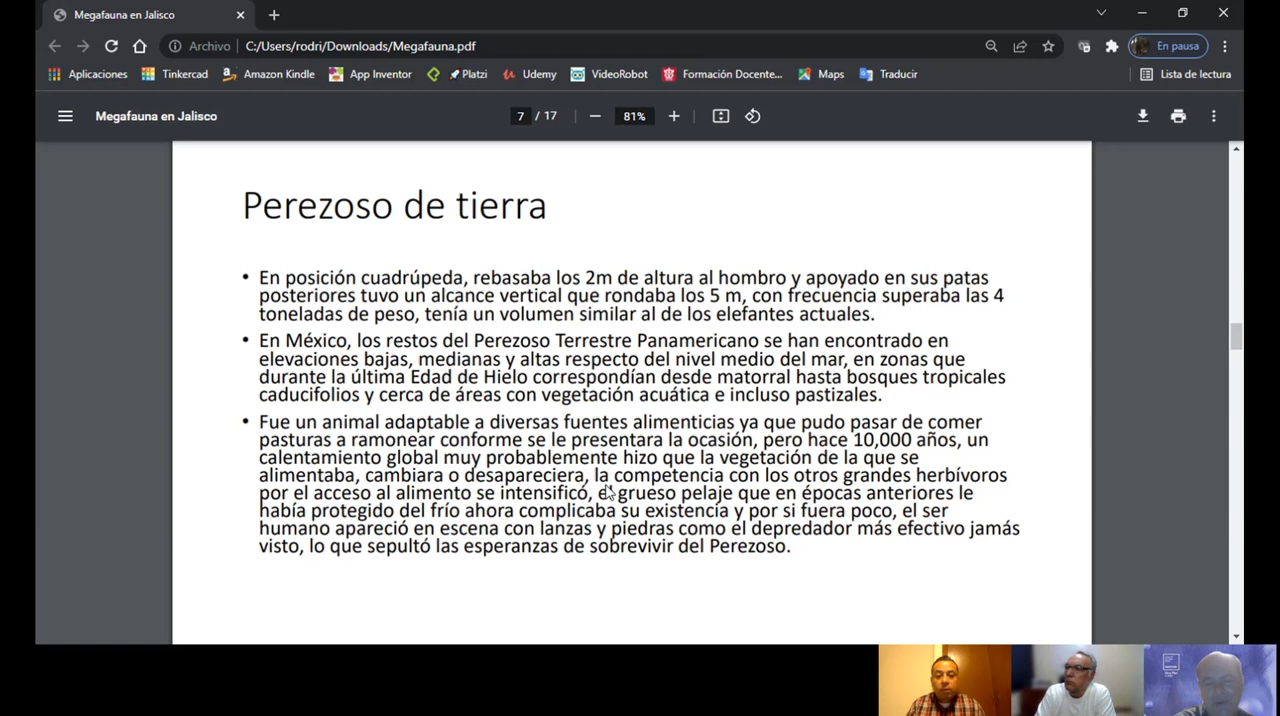 Megafauna en Jalisco
Archivo C:/Users/rodri/Downloads/Megafauna.pdf
En pausa
Aplicaciones Tinkercad Amazon Kindle App Inventor Platzi Udemy VideoRobot Formación Docente... Maps Traducir Lista de lectura
Megafauna en Jalisco 7 / 17 81%
Perezoso de tierra
• En posición cuadrúpeda, rebasaba los 2m de altura al hombro y apoyado en sus patas
posteriores tuvo un alcance vertical que rondaba los 5 m, con frecuencia superaba las 4
toneladas de peso, tenía un volumen similar al de los elefantes actuales.
• En México, los restos del Perezoso Terrestre Panamericano se han encontrado en
elevaciones bajas, medianas y altas respecto del nivel medio del mar, en zonas que
durante la última Edad de Hielo correspondían desde matorral hasta bosques tropicales
caducifolios y cerca de áreas con vegetación acuática e incluso pastizales.
• Fue un animal adaptable a diversas fuentes alimenticias ya que pudo pasar de comer
pasturas a ramonear conforme se le presentara la ocasión, pero hace 10,000 años, un
calentamiento global muy probablemente hizo que la vegetación de la que se
alimentaba, cambiara o desapareciera, la competencia con los otros grandes herbívoros
por el acceso al alimento se intensificó, el grueso pelaje que en épocas anteriores le
había protegido del frío ahora complicaba su existencia y por si fuera poco, el ser
humano apareció en escena con lanzas y piedras como el depredador más efectivo jamás
visto, lo que sepultó las esperanzas de sobrevivir del Perezoso.